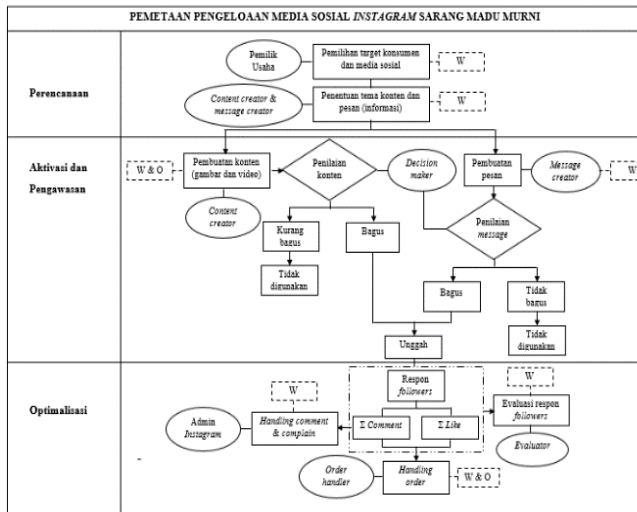 PEMETAAN PENGELOAAN MEDIA SOSIAL INSTAGRAM SARANG MADU MURNI
Perencanaan
Pemilik
Usaha
Pemilihan target konsumen
dan media sosial
W
Content creator &
message creator
Penentuan tema konten dan
pesan (informasi)
W
Aktivasi dan
Pengawasan
W & O
Pembuatan konten
(gambar dan video)
Penilaian
konten
Decision
maker
Pembuatan
pesan
Message
creator
W
Content
creator
Kurang
bagus
Bagus
Penilaian
message
Tidak
digunakan
Bagus
Tidak
bagus
Unggah
Tidak
digunakan
Optimalisasi
W
Respon
followers
W
Admin
Instagram
Handling comment
& complain
Σ Comment
Σ Like
Evaluasi respon
followers
Evaluator
Order
handler
Handling
order
W & O